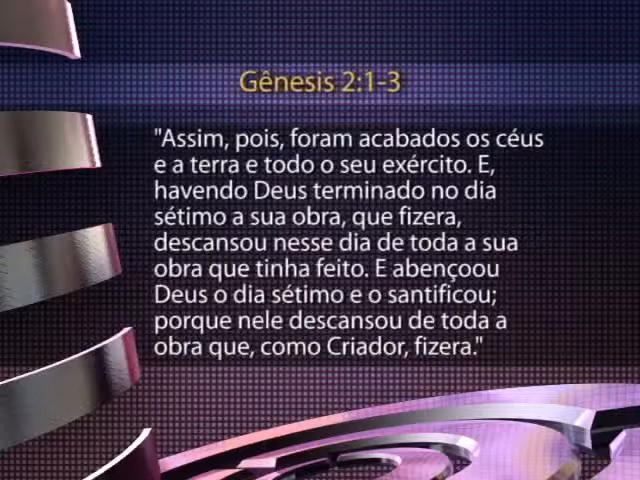 Gênesis 2:1-3
"Assim, pois, foram acabados os céus
e a terra e todo o seu exército. E,
havendo Deus terminado no dia
sétimo a sua obra, que fizera,
descansou nesse dia de toda a sua
obra que tinha feito. E abençoou
Deus o dia sétimo e o santificou;
porque nele descansou de toda a
obra que, como Criador, fizera."